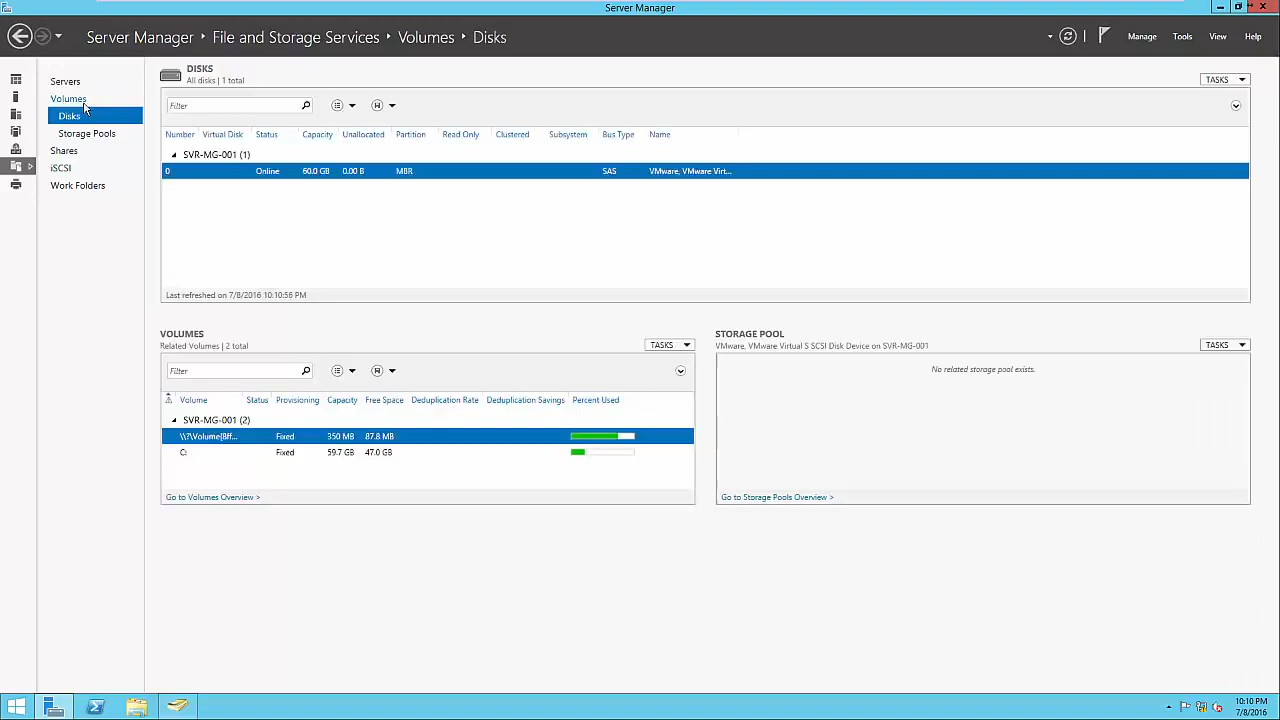 Server Manager
Server Manager › File and Storage Services › Volumes › Disks
Manage Tools View Help
Servers
Volumes
Disks
Storage Pools
Shares
iSCSI
Work Folders
DISKS
All disks | 1 total
TASKS
Filter
Number Virtual Disk Status Capacity Unallocated Partition Read Only Clustered Subsystem Bus Type Name
SVR-MG-001 (1)
0 Online 60.0 GB 0.00 B MBR SAS VMware, VMware Virt...
Last refreshed on 7/8/2016 10:10:56 PM
VOLUMES
Related Volumes | 2 total
TASKS
Filter
Volume Status Provisioning Capacity Free Space Deduplication Rate Deduplication Savings Percent Used
SVR-MG-001 (2)
\\?\Volume{8ff... Fixed 350 MB 87.8 MB
C: Fixed 59.7 GB 47.0 GB
Go to Volumes Overview >
STORAGE POOL
VMware, VMware Virtual S SCSI Disk Device on SVR-MG-001
TASKS
No related storage pool exists.
Go to Storage Pools Overview >
10:10 PM
7/8/2016